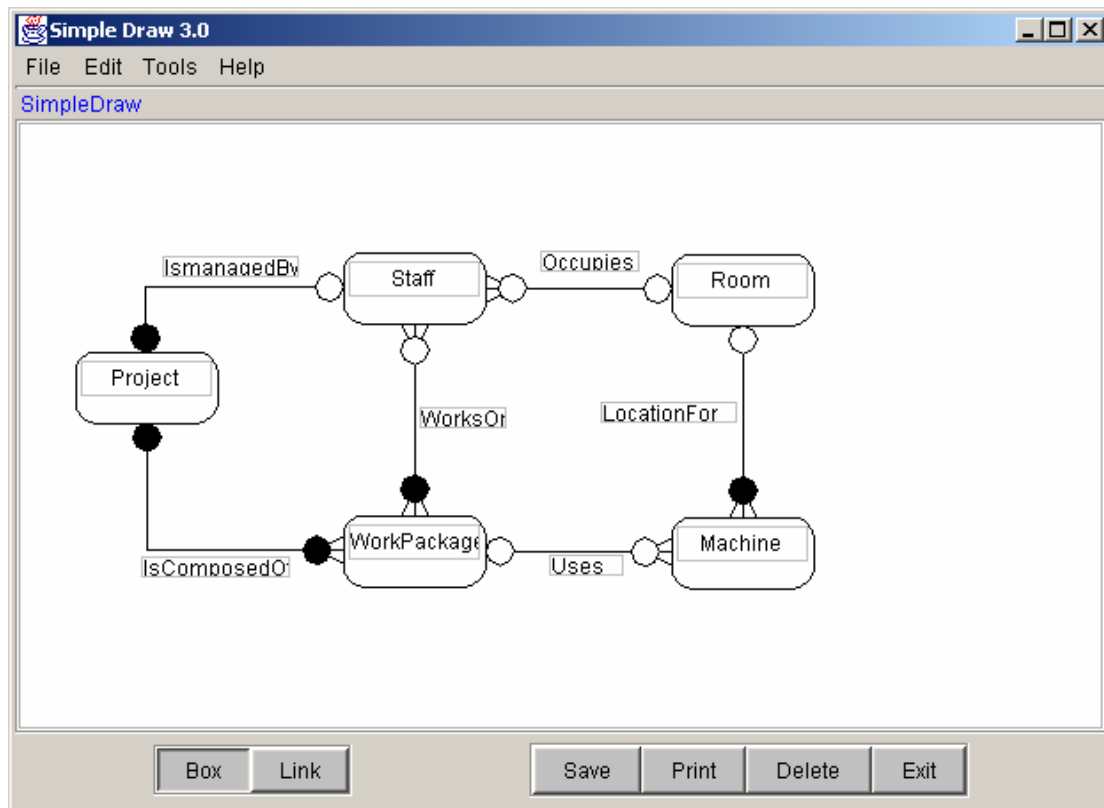 Simple Draw 3.0
File Edit Tools Help
SimpleDraw
IsmanagedBy
Staff
Occupies
Room
Project
WorksOn
LocationFor
WorkPackage
Machine
IsComposedOf
Uses
Box Link Save Print Delete Exit